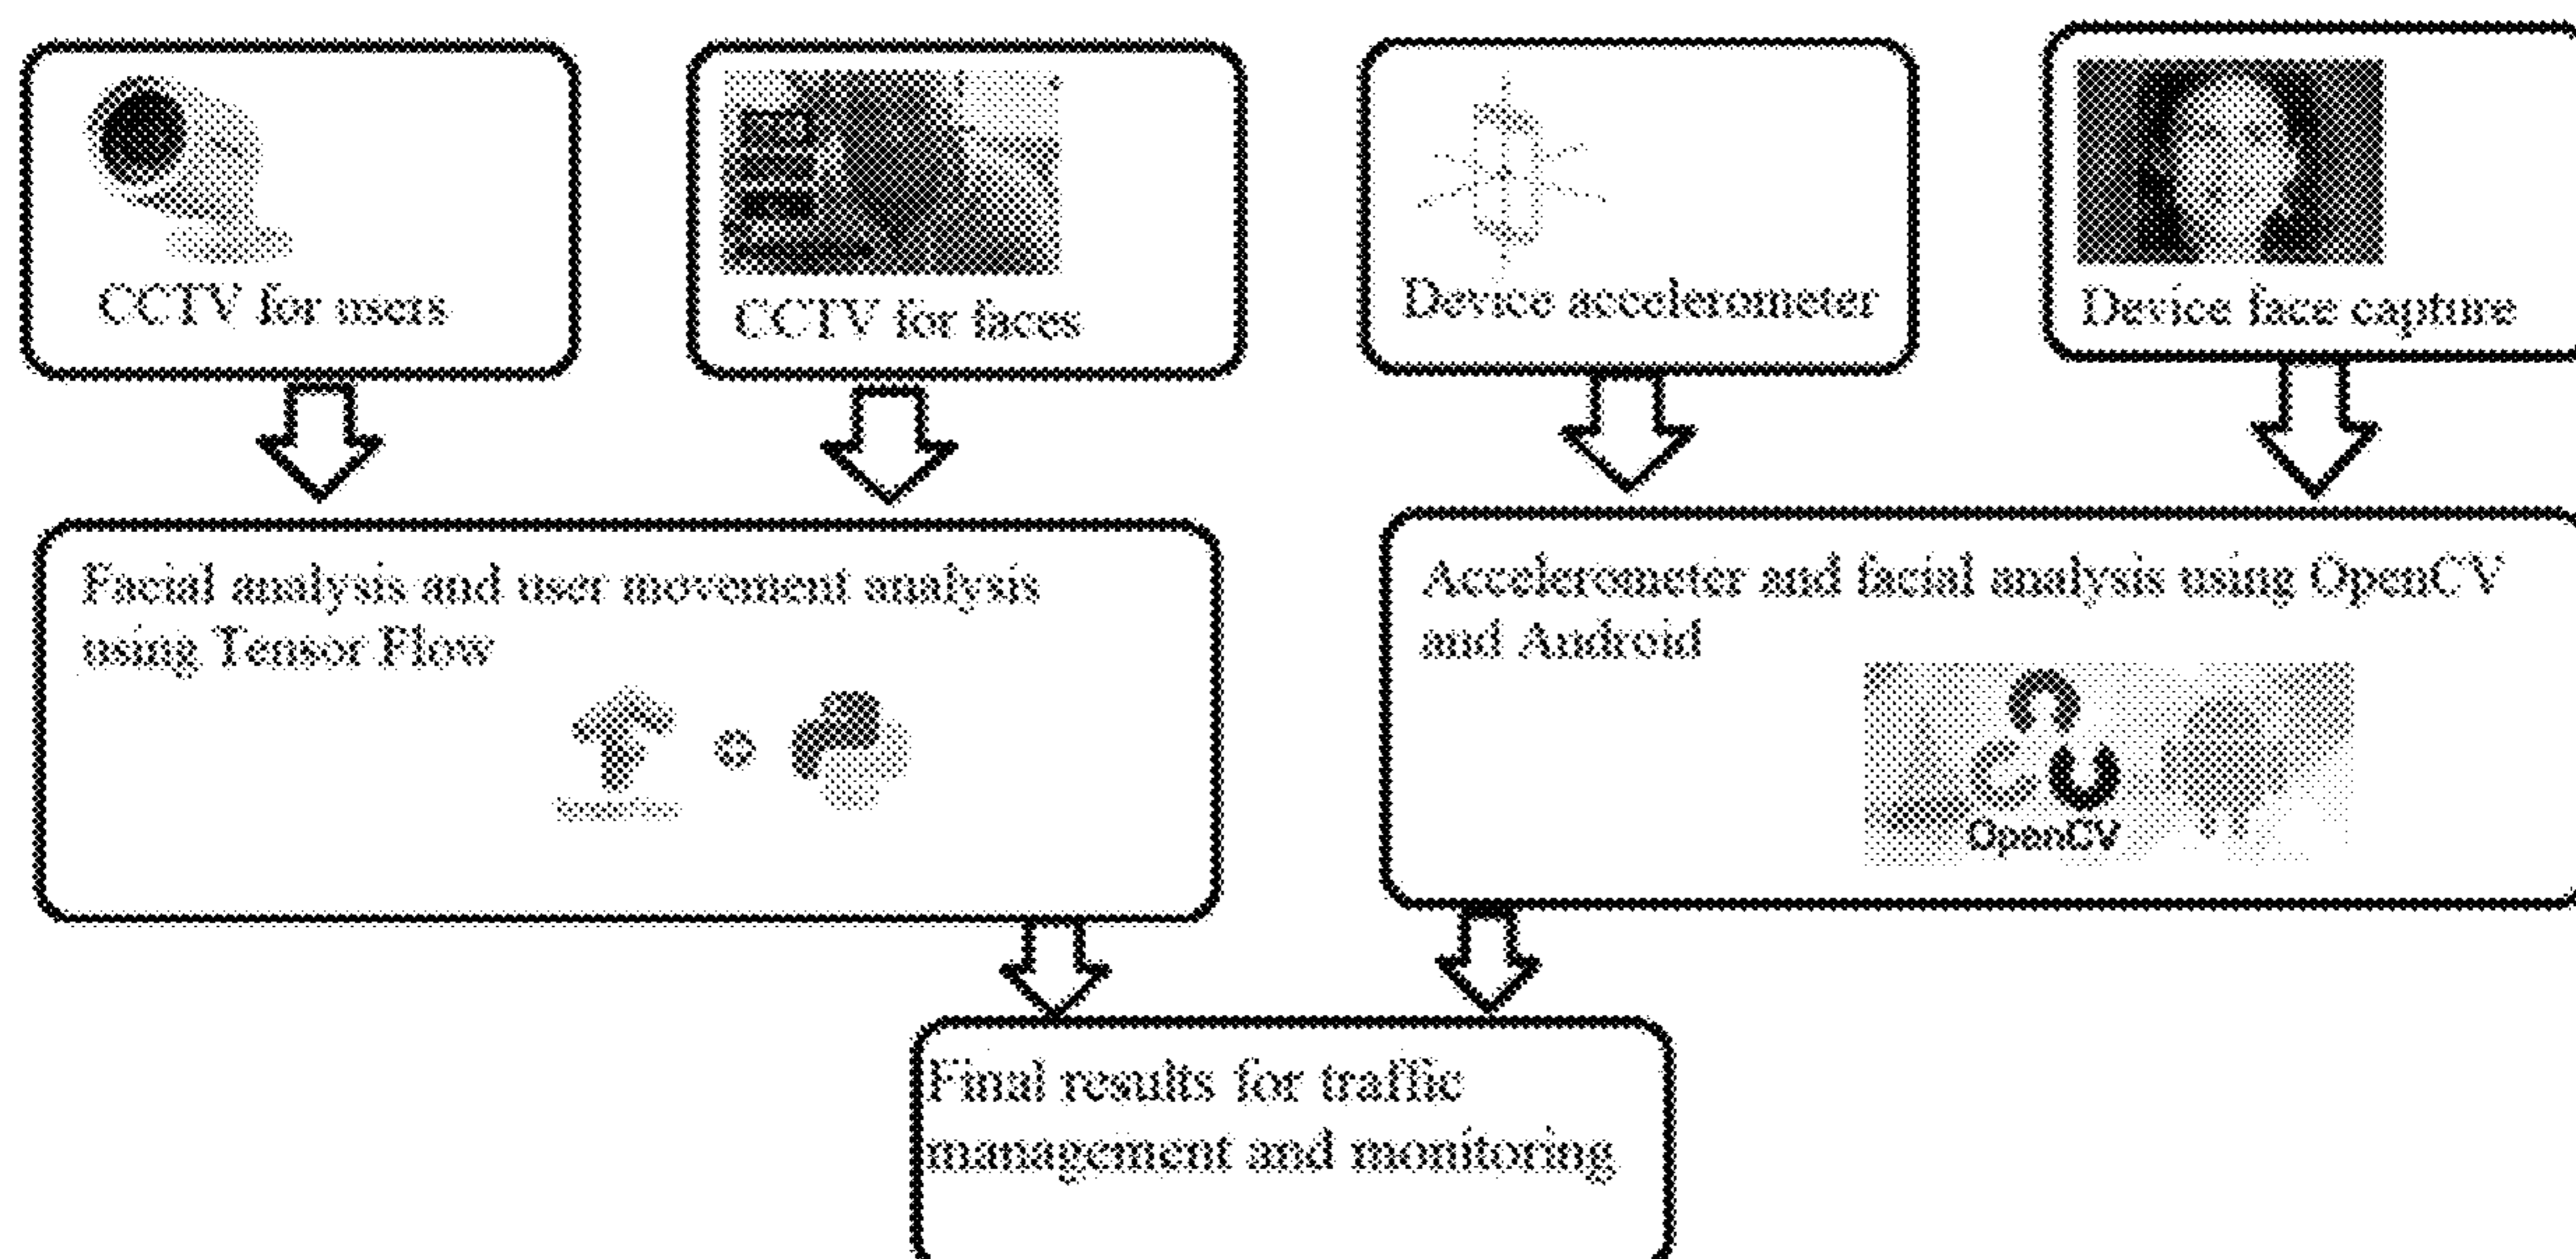 CCTV for users
CCTV for faces
Device accelerometer
Device face capture
Facial analysis and user movement analysis
using Tensor Flow
Accelerometer and facial analysis using OpenCV
and Android
OpenCV
Final results for traffic
management and monitoring